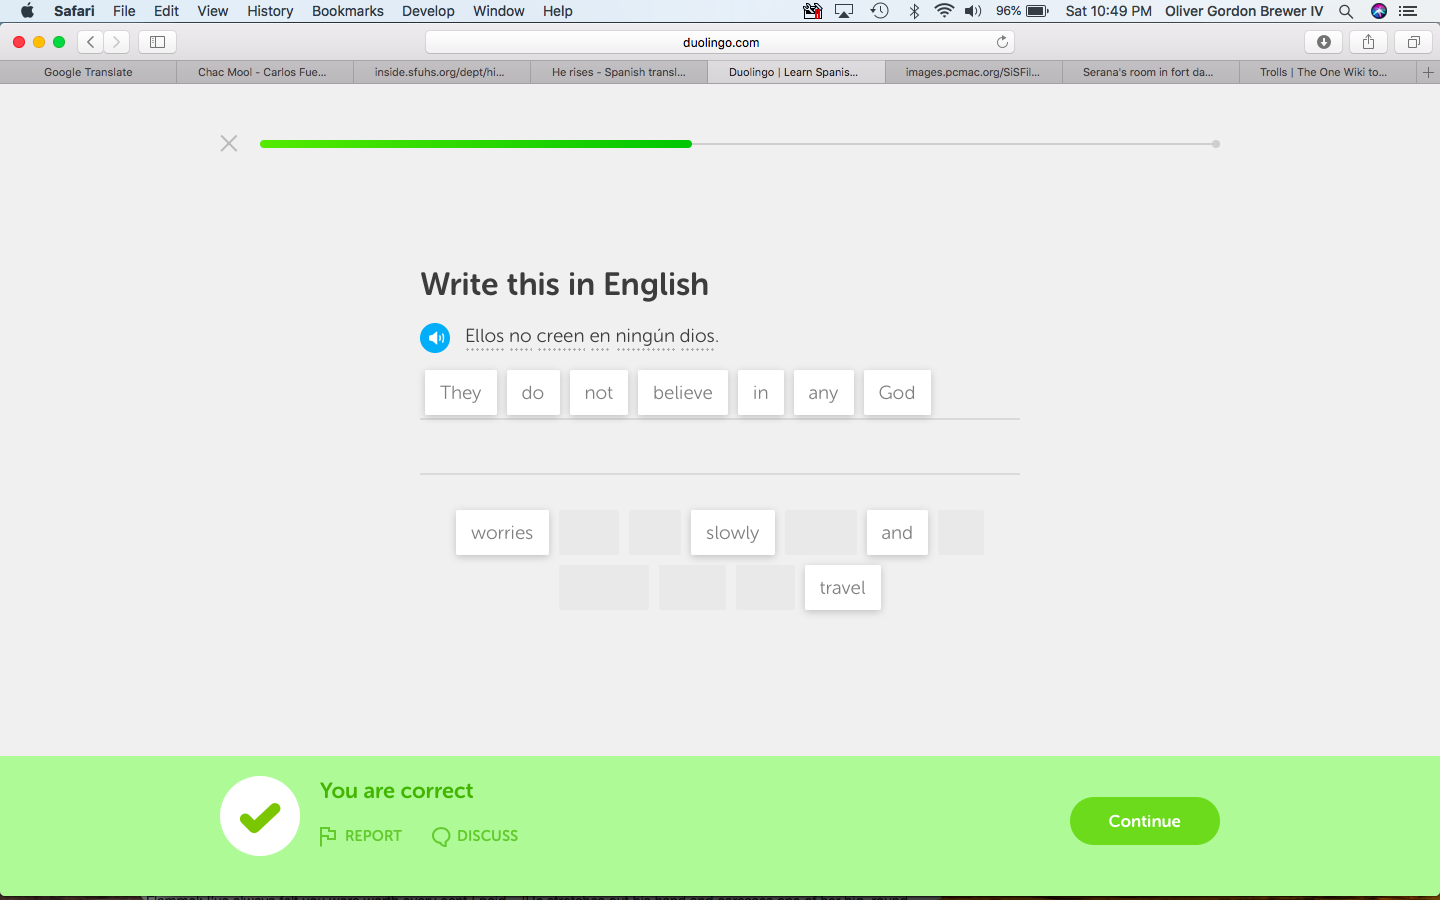 Safari File Edit View History Bookmarks Develop Window Help 96% Sat 10:49 PM Oliver Gordon Brewer IV
duolingo.com
Google Translate Chac Mool - Carlos Fue... inside.sfuhs.org/dept/hi... He rises - Spanish transl... Duolingo | Learn Spanis... images.pcmac.org/SiSFil... Serana's room in fort da... Trolls | The One Wiki to...
Write this in English
Ellos no creen en ningún dios.
They do not believe in any God
worries slowly and
travel
You are correct
REPORT DISCUSS
Continue